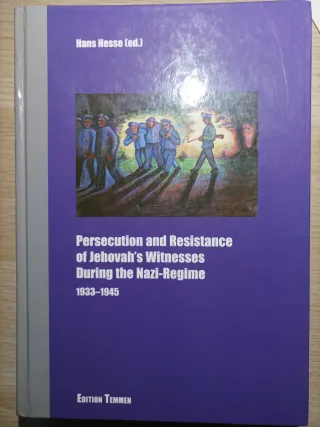 Hans Hesse (ed.)
Persecution and Resistance
of Jehovah's Witnesses
During the Nazi-Regime
1933–1945
Edition Temmen